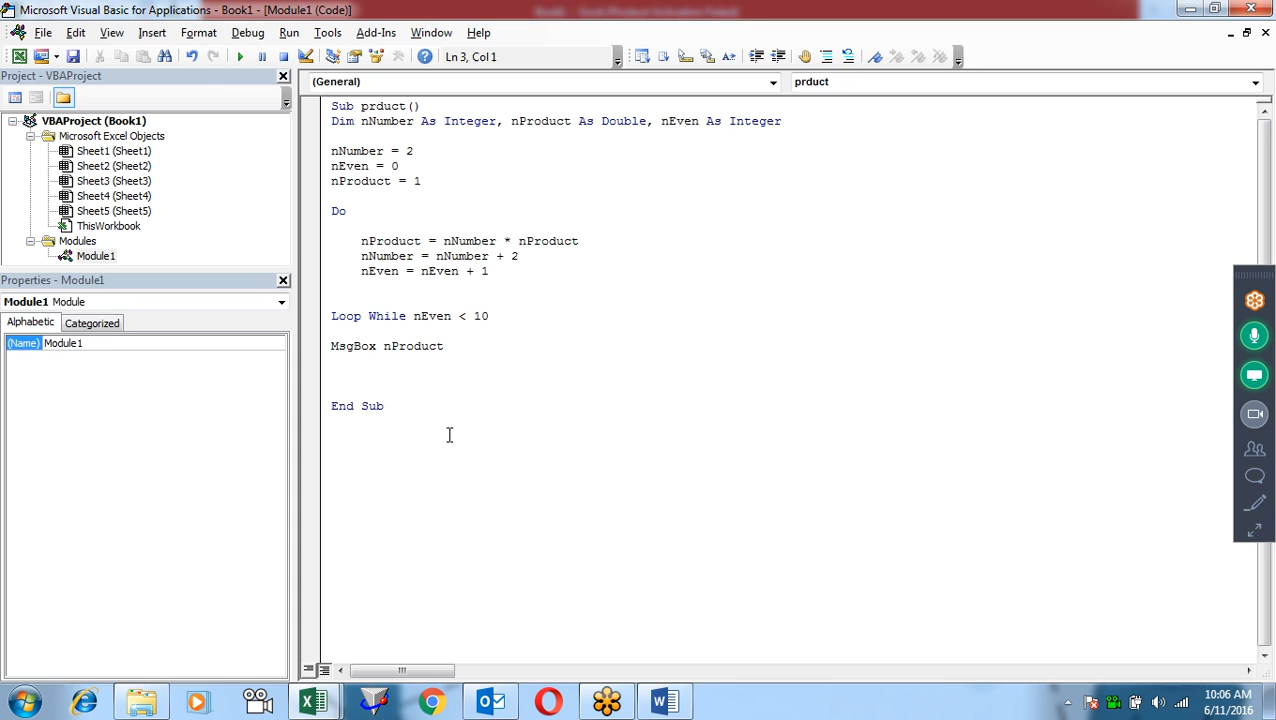 Microsoft Visual Basic for Applications - Book1 - [Module1 (Code)]
File Edit View Insert Format Debug Run Tools Add-Ins Window Help
Ln 3, Col 1
Project - VBAProject
(General)
prduct
VBAProject (Book1)
Microsoft Excel Objects
Sheet1 (Sheet1)
Sheet2 (Sheet2)
Sheet3 (Sheet3)
Sheet4 (Sheet4)
Sheet5 (Sheet5)
ThisWorkbook
Modules
Module1
Properties - Module1
Module1 Module
Alphabetic Categorized
(Name) Module1
Sub prduct()
Dim nNumber As Integer, nProduct As Double, nEven As Integer
nNumber = 2
nEven = 0
nProduct = 1
Do
nProduct = nNumber * nProduct
nNumber = nNumber + 2
nEven = nEven + 1
Loop While nEven < 10
MsgBox nProduct
End Sub
10:06 AM
6/11/2016